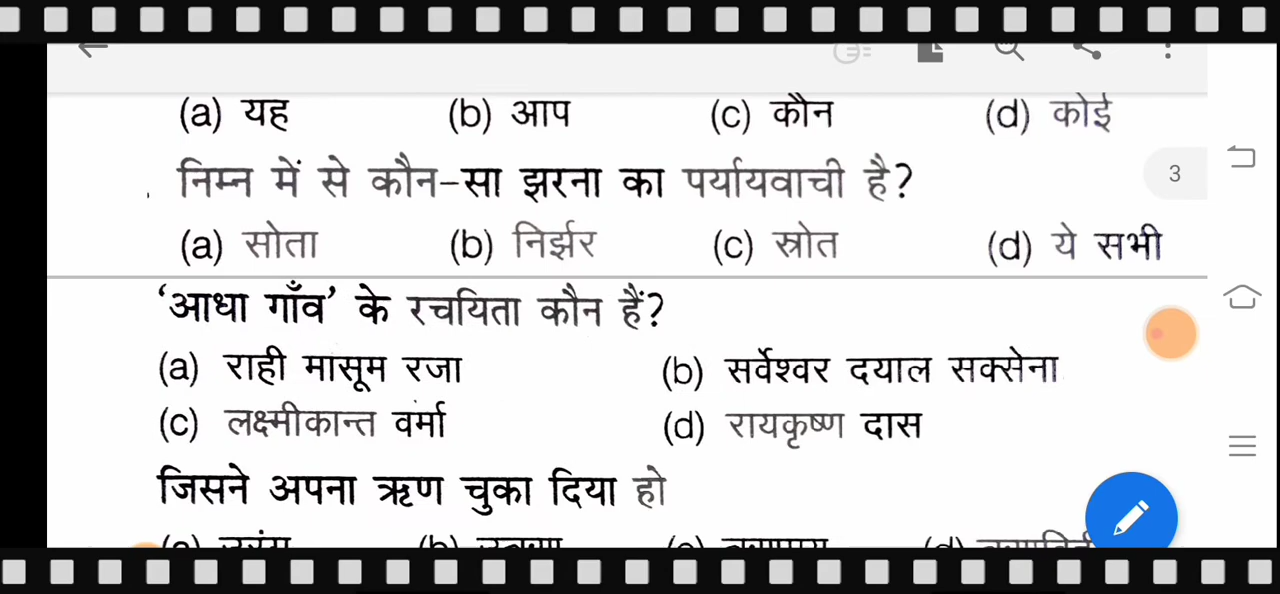 (a) यह (b) आप (c) कौन (d) कोई
निम्न में से कौन-सा झरना का पर्यायवाची है?
3
(a) सोता (b) निर्झर (c) स्रोत (d) ये सभी
‘आधा गाँव’ के रचयिता कौन हैं?
(a) राही मासूम रजा (b) सर्वेश्वर दयाल सक्सेना
(c) लक्ष्मीकान्त वर्मा (d) रायकृष्ण दास
जिसने अपना ऋण चुका दिया हो
(a) (b) (c) (d)